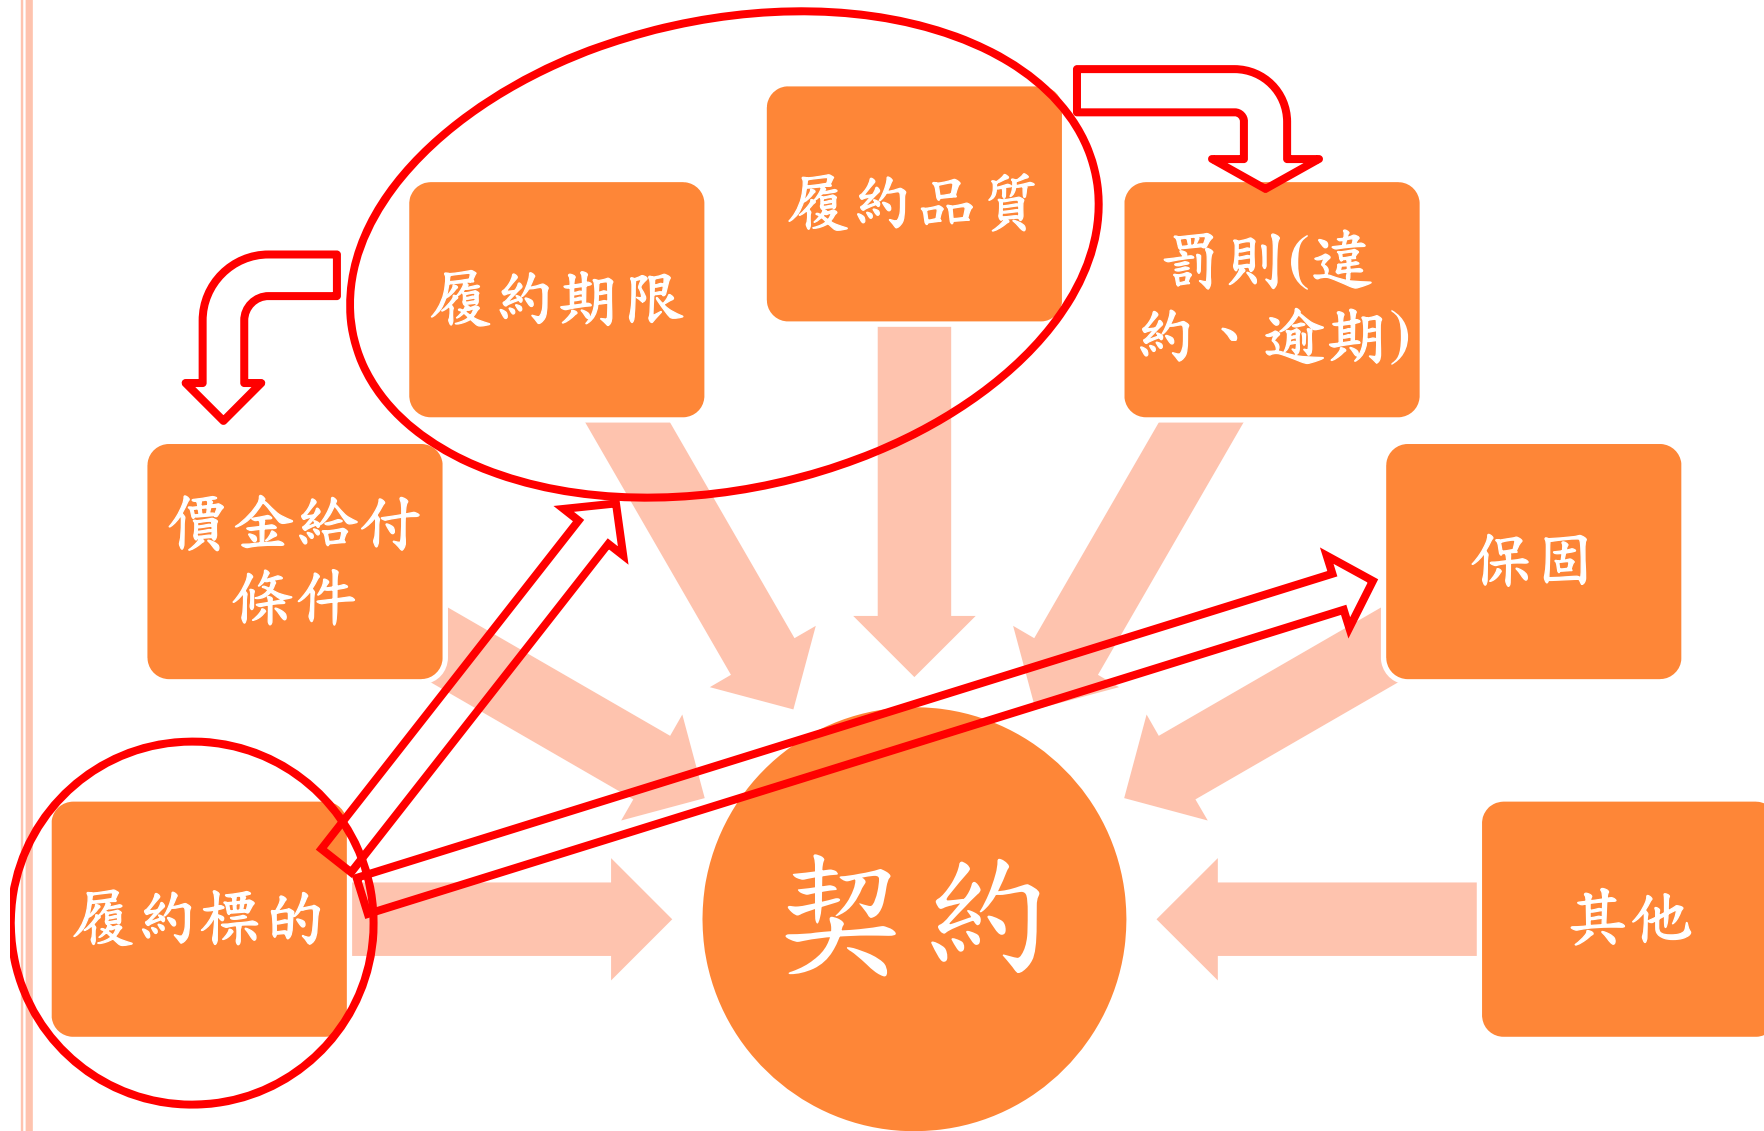 履約品質
履約期限
罰則(違
約、逾期)
價金給付
條件
保固
履約標的
契約
其他